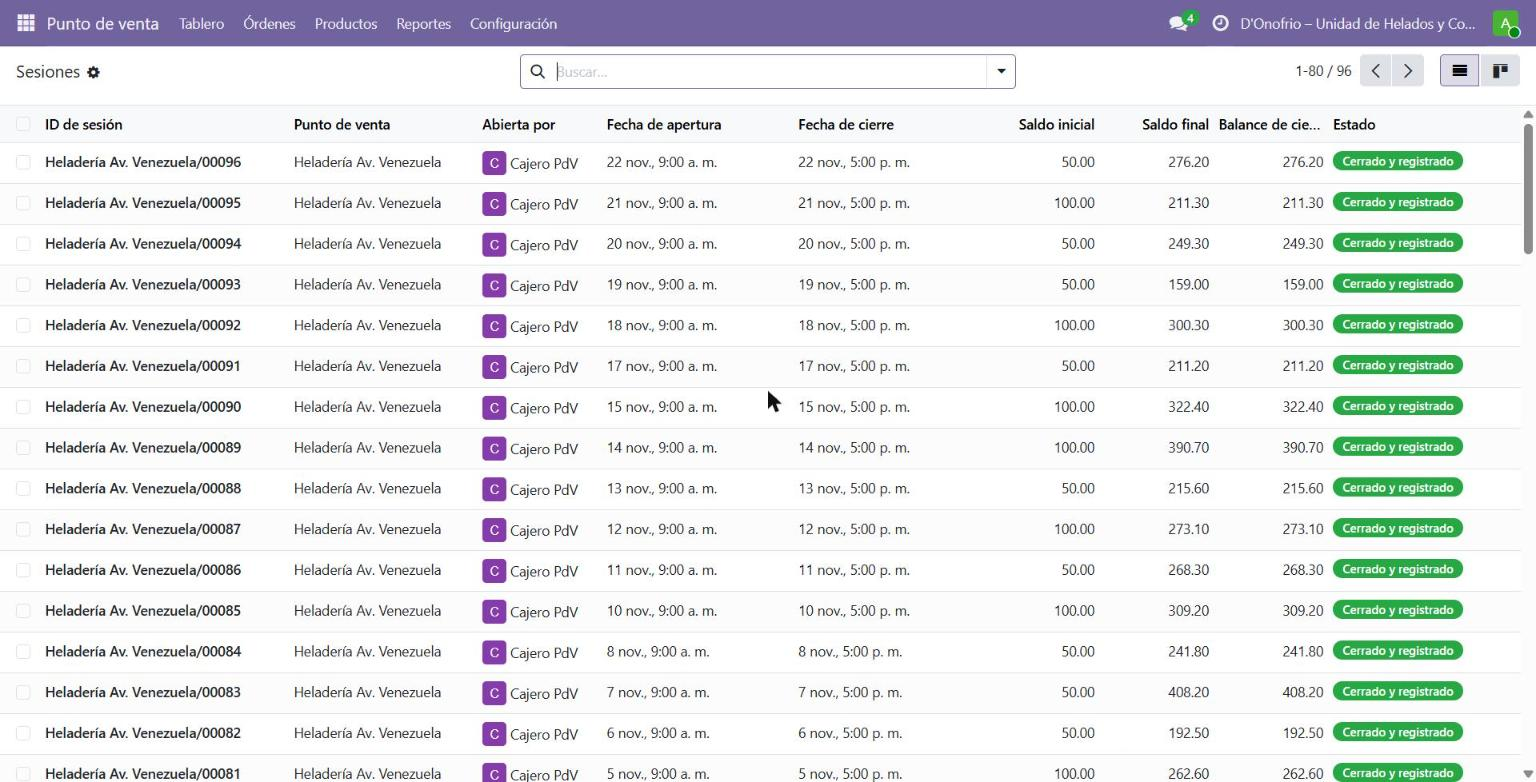 Punto de venta Tablero Órdenes Productos Reportes Configuración 4 D'Onofrio – Unidad de Helados y Co... A
Sesiones Buscar... 1-80 / 96
ID de sesión Punto de venta Abierta por Fecha de apertura Fecha de cierre Saldo inicial Saldo final Balance de cie... Estado
Heladería Av. Venezuela/00096 Heladería Av. Venezuela C Cajero PdV 22 nov., 9:00 a. m. 22 nov., 5:00 p. m. 50.00 276.20 276.20 Cerrado y registrado
Heladería Av. Venezuela/00095 Heladería Av. Venezuela C Cajero PdV 21 nov., 9:00 a. m. 21 nov., 5:00 p. m. 100.00 211.30 211.30 Cerrado y registrado
Heladería Av. Venezuela/00094 Heladería Av. Venezuela C Cajero PdV 20 nov., 9:00 a. m. 20 nov., 5:00 p. m. 50.00 249.30 249.30 Cerrado y registrado
Heladería Av. Venezuela/00093 Heladería Av. Venezuela C Cajero PdV 19 nov., 9:00 a. m. 19 nov., 5:00 p. m. 50.00 159.00 159.00 Cerrado y registrado
Heladería Av. Venezuela/00092 Heladería Av. Venezuela C Cajero PdV 18 nov., 9:00 a. m. 18 nov., 5:00 p. m. 100.00 300.30 300.30 Cerrado y registrado
Heladería Av. Venezuela/00091 Heladería Av. Venezuela C Cajero PdV 17 nov., 9:00 a. m. 17 nov., 5:00 p. m. 50.00 211.20 211.20 Cerrado y registrado
Heladería Av. Venezuela/00090 Heladería Av. Venezuela C Cajero PdV 15 nov., 9:00 a. m. 15 nov., 5:00 p. m. 100.00 322.40 322.40 Cerrado y registrado
Heladería Av. Venezuela/00089 Heladería Av. Venezuela C Cajero PdV 14 nov., 9:00 a. m. 14 nov., 5:00 p. m. 100.00 390.70 390.70 Cerrado y registrado
Heladería Av. Venezuela/00088 Heladería Av. Venezuela C Cajero PdV 13 nov., 9:00 a. m. 13 nov., 5:00 p. m. 50.00 215.60 215.60 Cerrado y registrado
Heladería Av. Venezuela/00087 Heladería Av. Venezuela C Cajero PdV 12 nov., 9:00 a. m. 12 nov., 5:00 p. m. 100.00 273.10 273.10 Cerrado y registrado
Heladería Av. Venezuela/00086 Heladería Av. Venezuela C Cajero PdV 11 nov., 9:00 a. m. 11 nov., 5:00 p. m. 50.00 268.30 268.30 Cerrado y registrado
Heladería Av. Venezuela/00085 Heladería Av. Venezuela C Cajero PdV 10 nov., 9:00 a. m. 10 nov., 5:00 p. m. 100.00 309.20 309.20 Cerrado y registrado
Heladería Av. Venezuela/00084 Heladería Av. Venezuela C Cajero PdV 8 nov., 9:00 a. m. 8 nov., 5:00 p. m. 50.00 241.80 241.80 Cerrado y registrado
Heladería Av. Venezuela/00083 Heladería Av. Venezuela C Cajero PdV 7 nov., 9:00 a. m. 7 nov., 5:00 p. m. 50.00 408.20 408.20 Cerrado y registrado
Heladería Av. Venezuela/00082 Heladería Av. Venezuela C Cajero PdV 6 nov., 9:00 a. m. 6 nov., 5:00 p. m. 50.00 192.50 192.50 Cerrado y registrado
Heladería Av. Venezuela/00081 Heladería Av. Venezuela C Cajero PdV 5 nov., 9:00 a. m. 5 nov., 5:00 p. m. 100.00 262.60 262.60 Cerrado y registrado